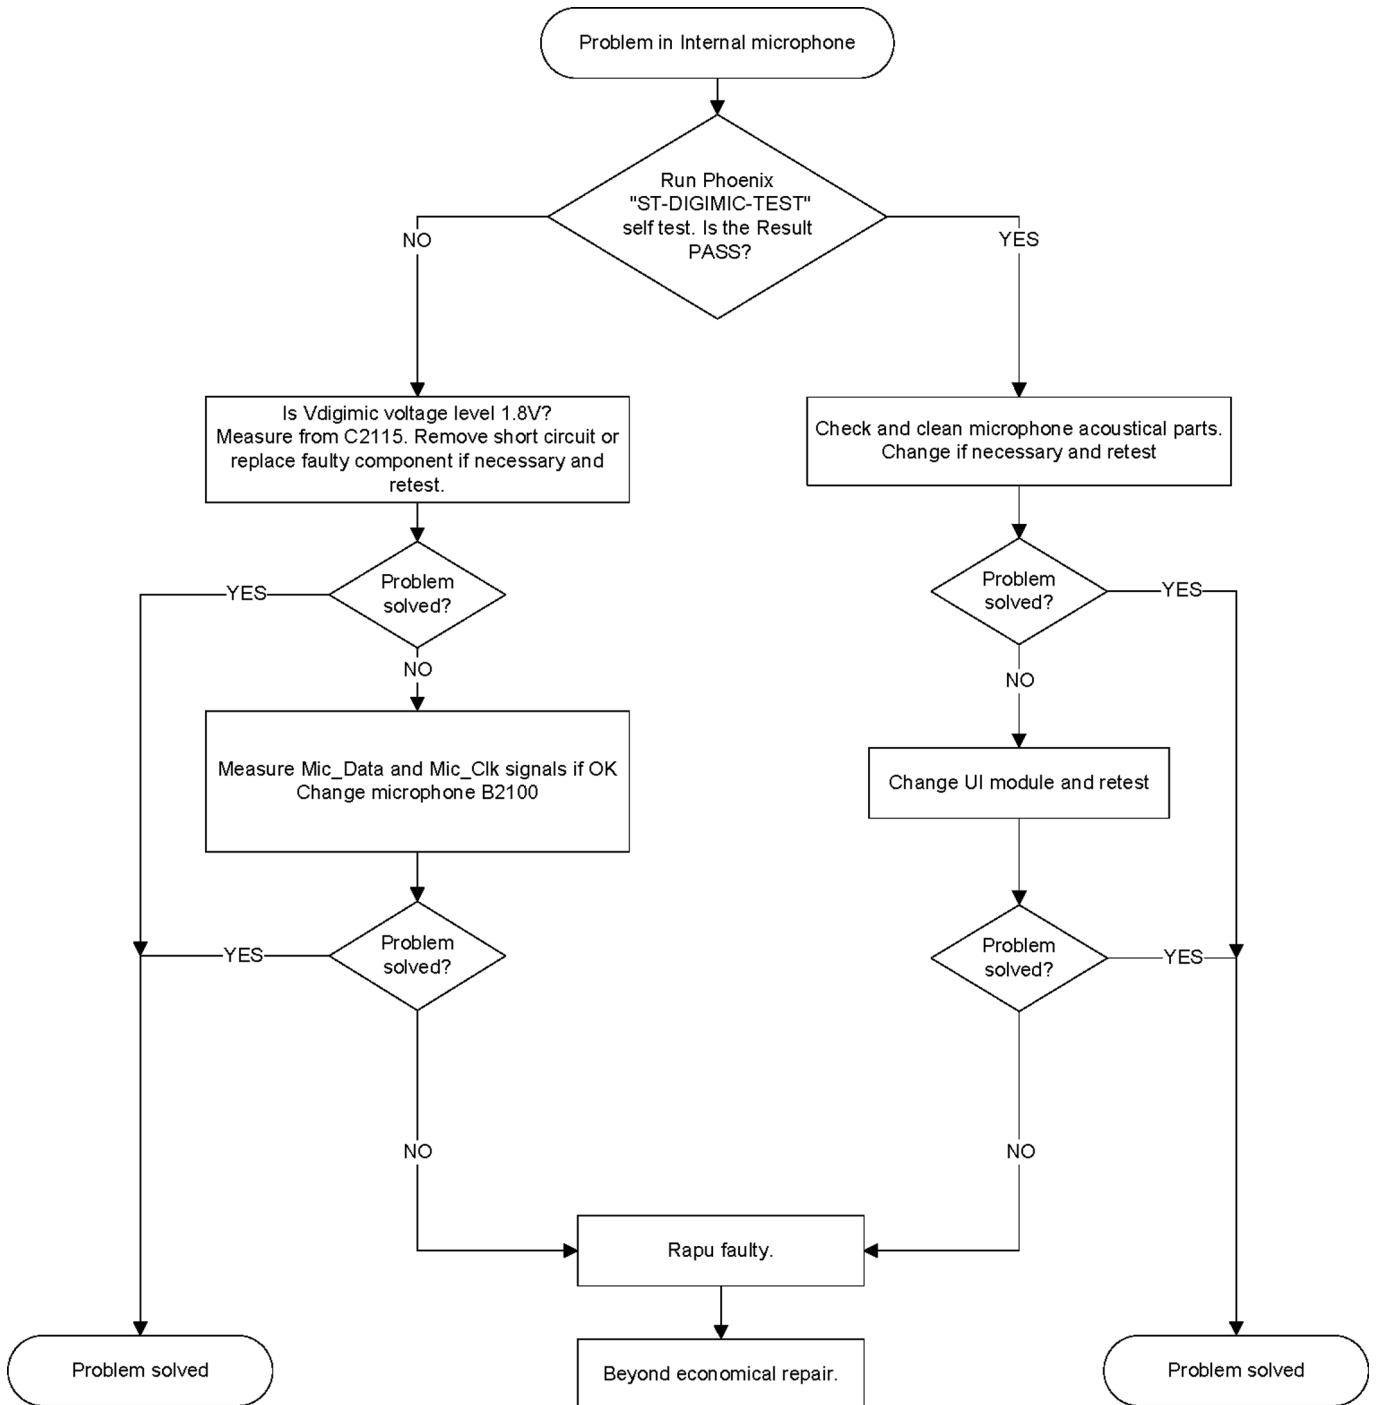 Problem in Internal microphone
Run Phoenix
"ST-DIGIMIC-TEST"
self test. Is the Result
PASS?
NO
YES
Is Vdigimic voltage level 1.8V?
Measure from C2115. Remove short circuit or
replace faulty component if necessary and
retest.
Check and clean microphone acoustical parts.
Change if necessary and retest
Problem
solved?
YES
NO
Problem
solved?
YES
NO
Measure Mic_Data and Mic_Clk signals if OK
Change microphone B2100
Change UI module and retest
Problem
solved?
YES
NO
Problem
solved?
YES
NO
Rapu faulty.
Problem solved
Beyond economical repair.
Problem solved